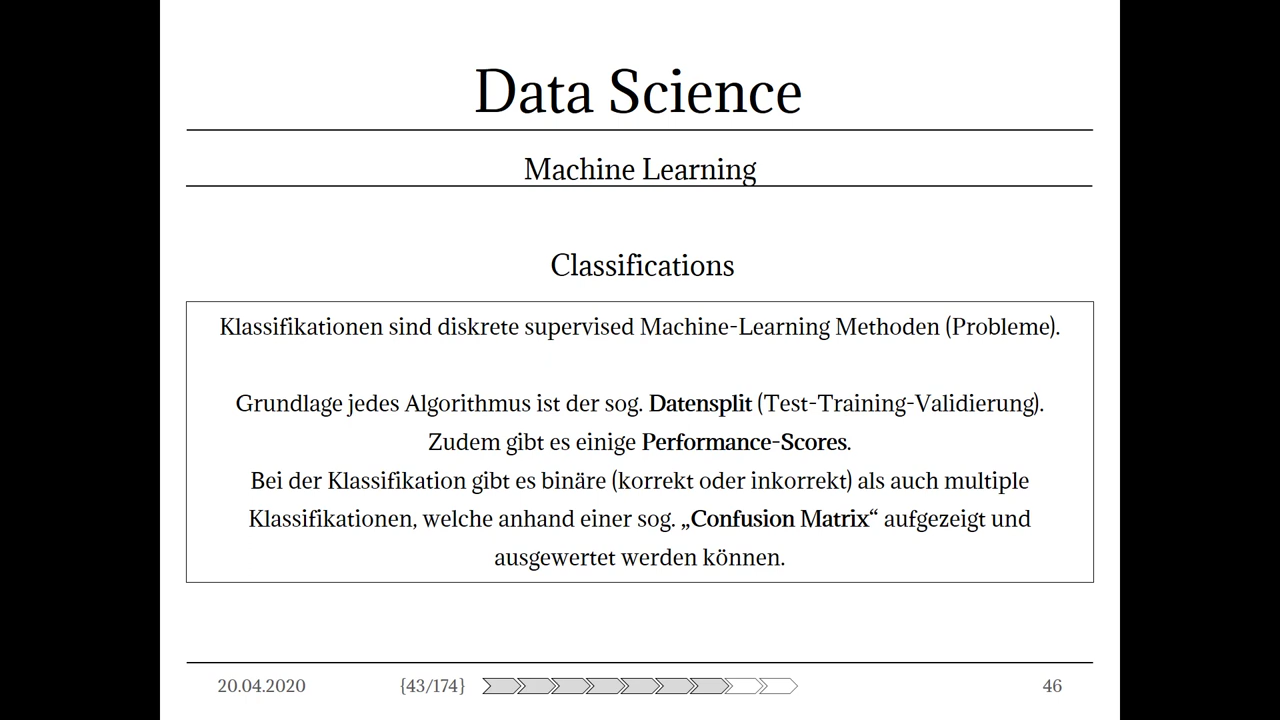 Data Science
Machine Learning
Classifications
Klassifikationen sind diskrete supervised Machine-Learning Methoden (Probleme).
Grundlage jedes Algorithmus ist der sog. Datensplit (Test-Training-Validierung).
Zudem gibt es einige Performance-Scores.
Bei der Klassifikation gibt es binäre (korrekt oder inkorrekt) als auch multiple
Klassifikationen, welche anhand einer sog. „Confusion Matrix“ aufgezeigt und
ausgewertet werden können.
20.04.2020 {43/174} 46